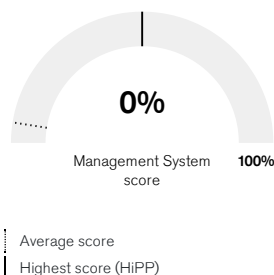 0%
Management System 100%
score
Average score
Highest score (HiPP)